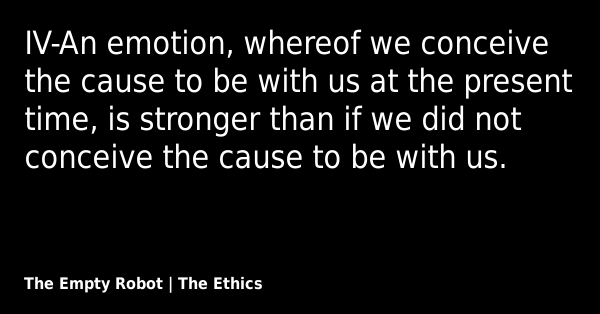 IV-An emotion, whereof we conceive
the cause to be with us at the present
time, is stronger than if we did not
conceive the cause to be with us.
The Empty Robot | The Ethics